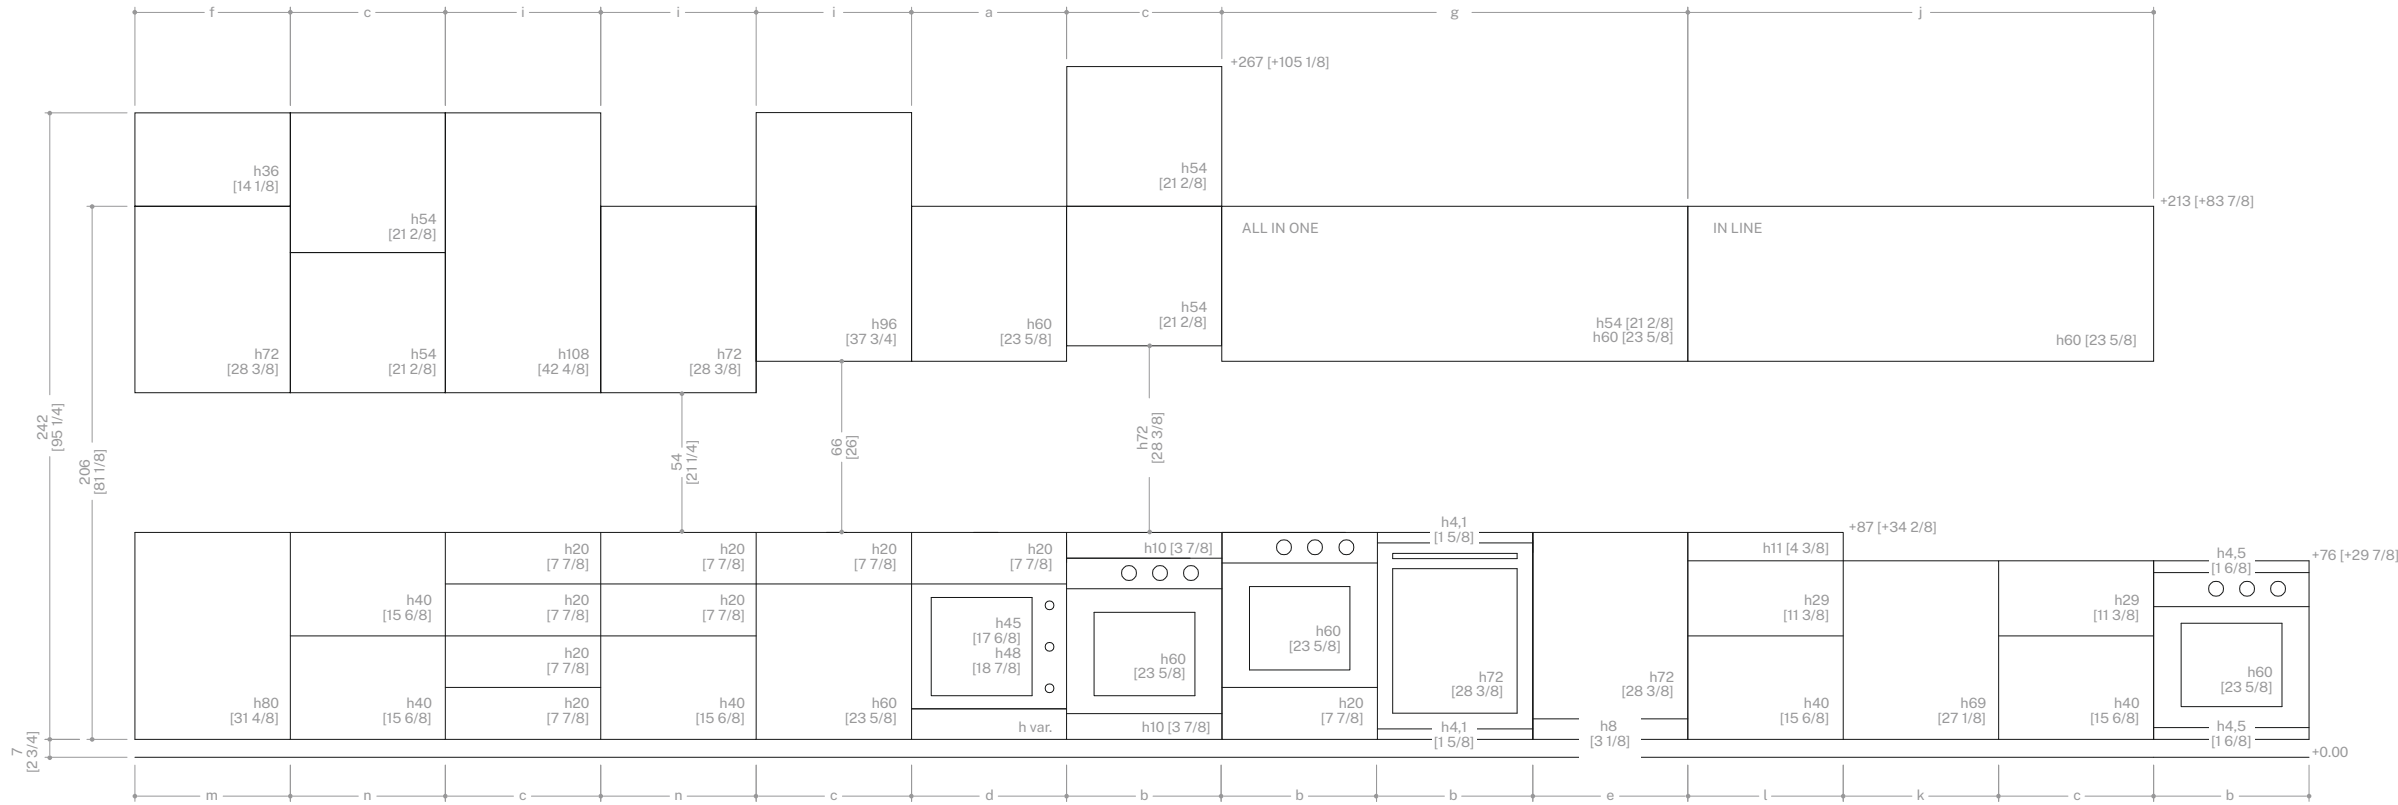 f
c
i
i
i
a
c
g
j
+267 [+105 1/8]
h36
[14 1/8]
h54
[21 2/8]
h54
[21 2/8]
+213 [+83 7/8]
ALL IN ONE
IN LINE
h72
[28 3/8]
h54
[21 2/8]
h108
[42 4/8]
h72
[28 3/8]
h96
[37 3/4]
h60
[23 5/8]
h54
[21 2/8]
h54 [21 2/8]
h60 [23 5/8]
h60 [23 5/8]
242
[95 1/4]
206
[81 1/8]
54
[21 1/4]
66
[26]
h72
[28 3/8]
7
[2 3/4]
h80
[31 4/8]
h40
[15 6/8]
h40
[15 6/8]
h20
[7 7/8]
h20
[7 7/8]
h20
[7 7/8]
h20
[7 7/8]
h20
[7 7/8]
h20
[7 7/8]
h40
[15 6/8]
h20
[7 7/8]
h60
[23 5/8]
h20
[7 7/8]
h45
[17 6/8]
h48
[18 7/8]
h var.
h10 [3 7/8]
h60
[23 5/8]
h10 [3 7/8]
h60
[23 5/8]
h20
[7 7/8]
h4,1
[1 5/8]
h72
[28 3/8]
h4,1
[1 5/8]
h72
[28 3/8]
h8
[3 1/8]
+87 [+34 2/8]
h11 [4 3/8]
h29
[11 3/8]
h40
[15 6/8]
h69
[27 1/8]
h29
[11 3/8]
h40
[15 6/8]
h4,5
[1 6/8]
+76 [+29 7/8]
h60
[23 5/8]
h4,5
[1 6/8]
+0.00
m
n
c
n
c
d
b
b
b
e
l
k
c
b